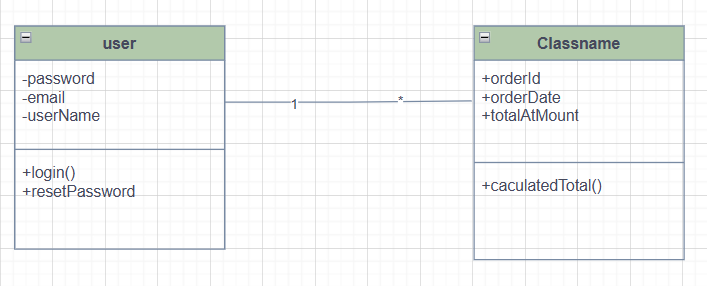 user
-password
-email
-userName
+login()
+resetPassword
1
*
Classname
+orderId
+orderDate
+totalAtMount
+caculatedTotal()